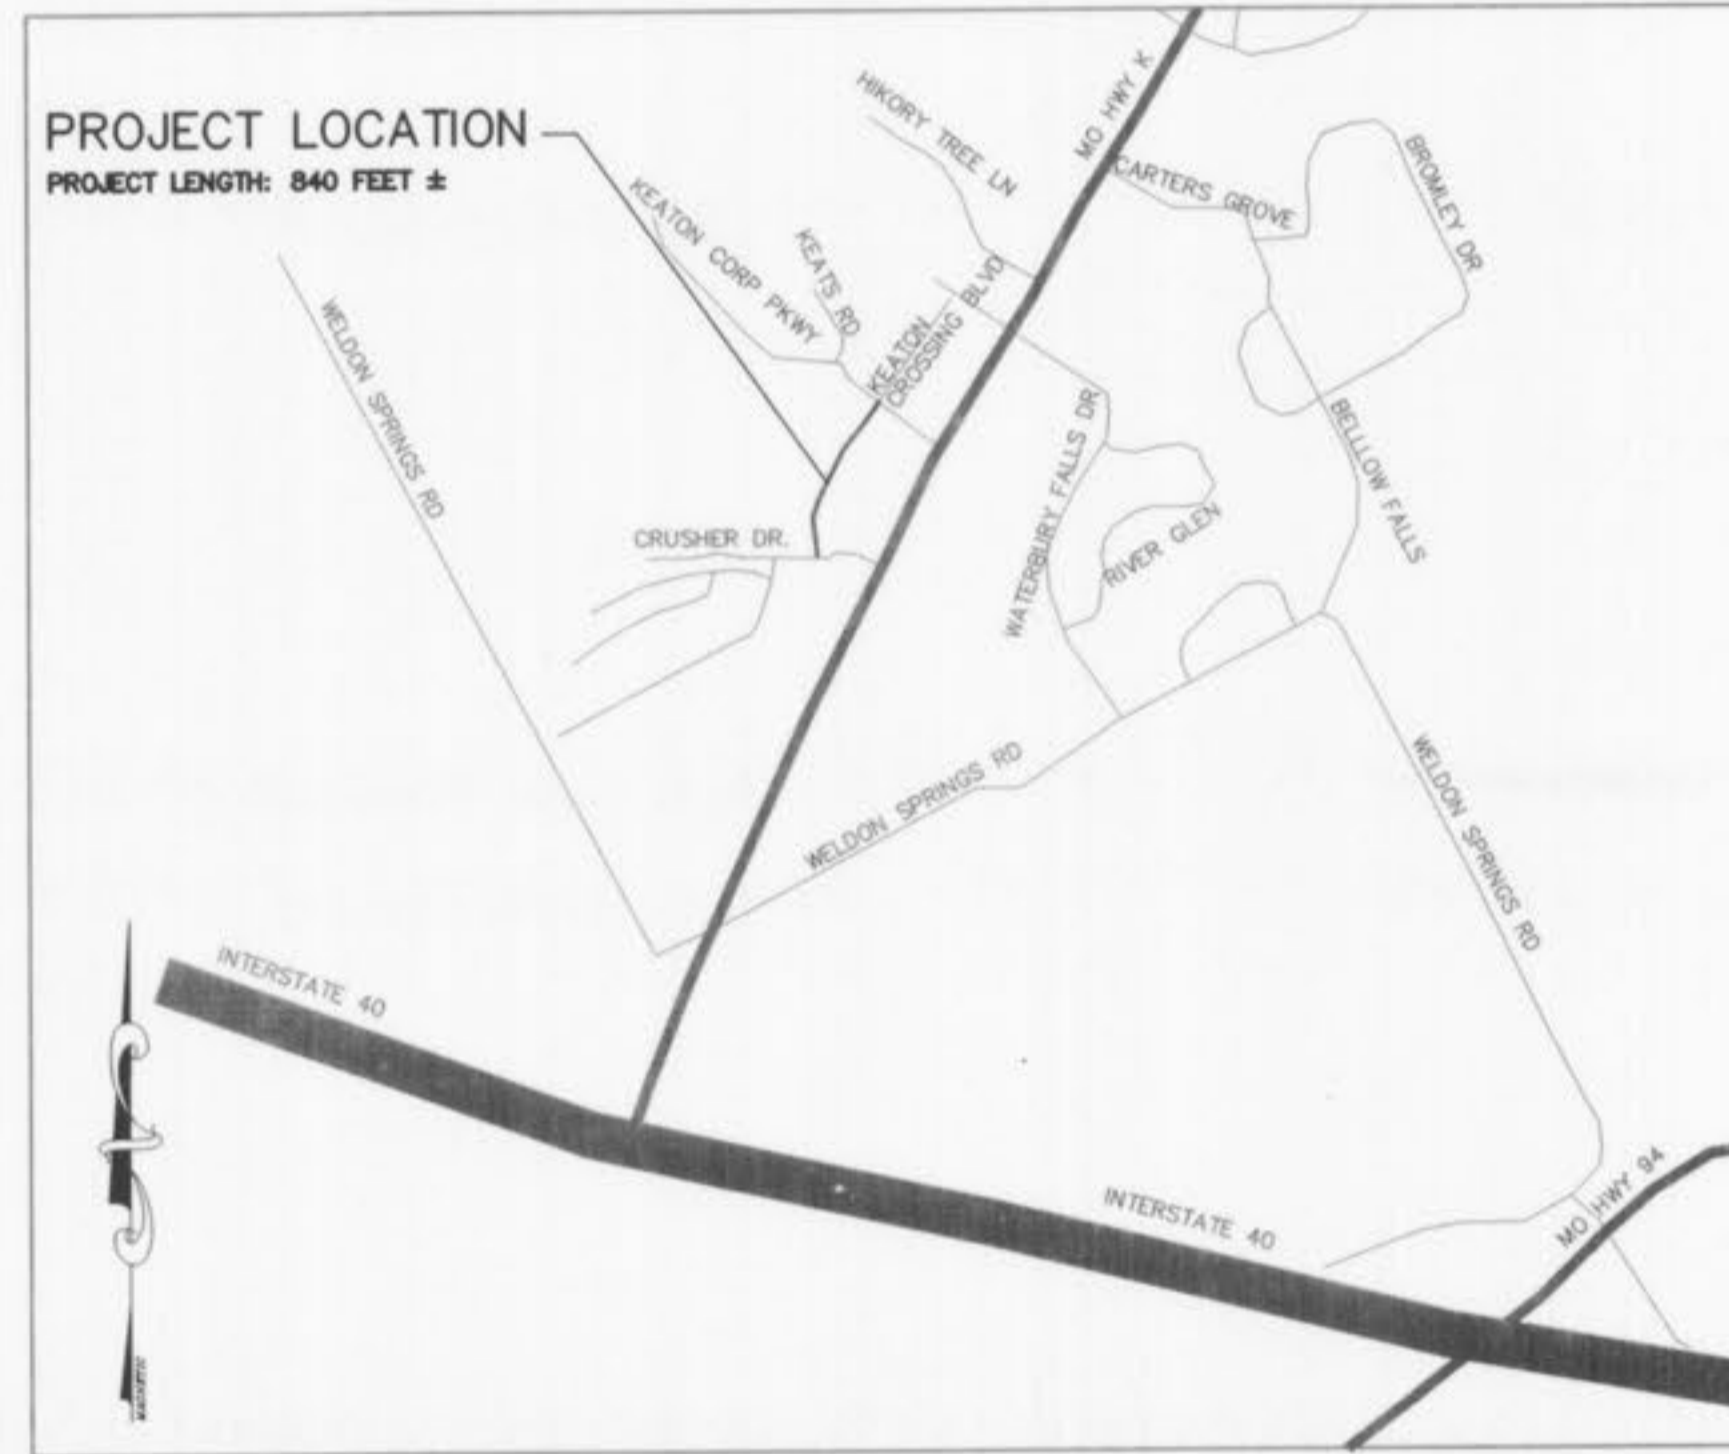 PROJECT LOCATION
PROJECT LENGTH: 840 FEET ±
MO HWY K
HIKORY TREE LN
CARTERS GROVE
BROMLEY DR
KEATON CORP PKWY
KEATS RD
KEATON
CROSSING BLVD
WELDON SPRINGS RD
WATERBURY FALLS DR
BELLLOW FALLS
CRUSHER DR.
RIVER GLEN
WELDON SPRINGS RD
WELDON SPRINGS RD
INTERSTATE 40
INTERSTATE 40
MO HWY 94
MAGNETIC